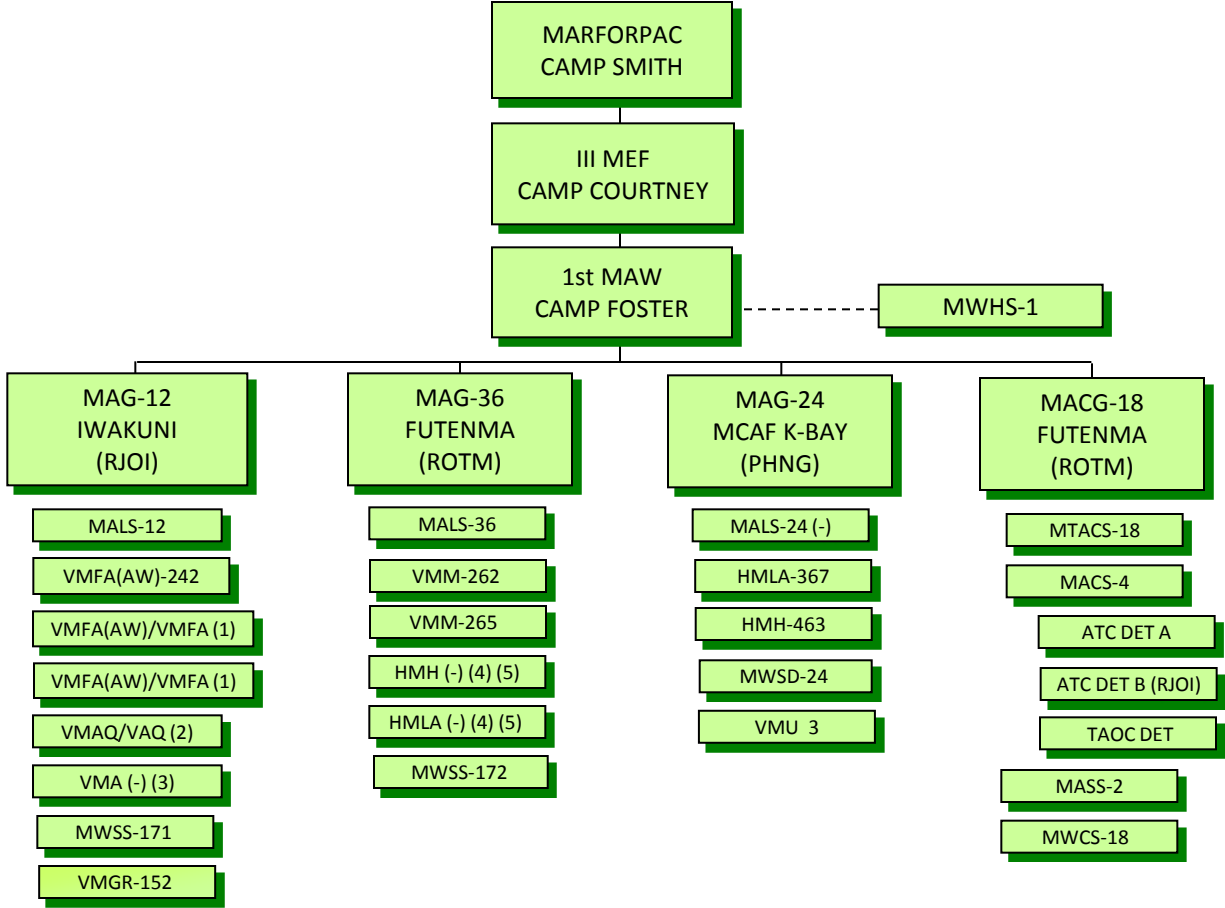 MARFORPAC
CAMP SMITH
III MEF
CAMP COURTNEY
1st MAW
CAMP FOSTER
MWHS-1
MAG-12
IWAKUNI
(RJOI)
MALS-12
VMFA(AW)-242
VMFA(AW)/VMFA (1)
VMFA(AW)/VMFA (1)
VMAQ/VAQ (2)
VMA (-) (3)
MWSS-171
VMGR-152
MAG-36
FUTENMA
(ROTM)
MALS-36
VMM-262
VMM-265
HMH (-) (4) (5)
HMLA (-) (4) (5)
MWSS-172
MAG-24
MCAF K-BAY
(PHNG)
MALS-24 (-)
HMLA-367
HMH-463
MWSD-24
VMU 3
MACG-18
FUTENMA
(ROTM)
MTACS-18
MACS-4
ATC DET A
ATC DET B (RJOI)
TAOC DET
MASS-2
MWCS-18